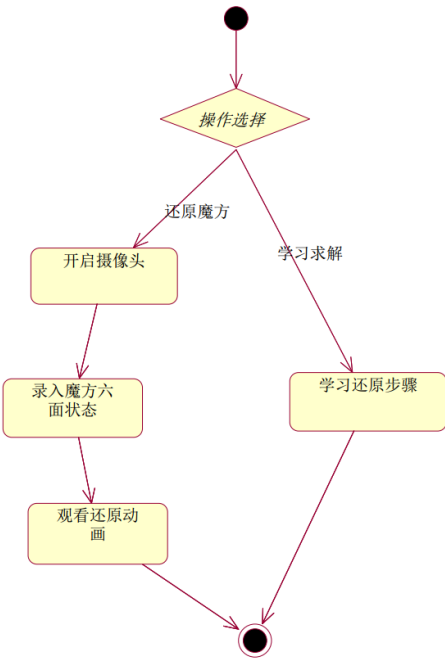 操作选择
还原魔方
学习求解
开启摄像头
学习还原步骤
录入魔方六
面状态
观看还原动
画